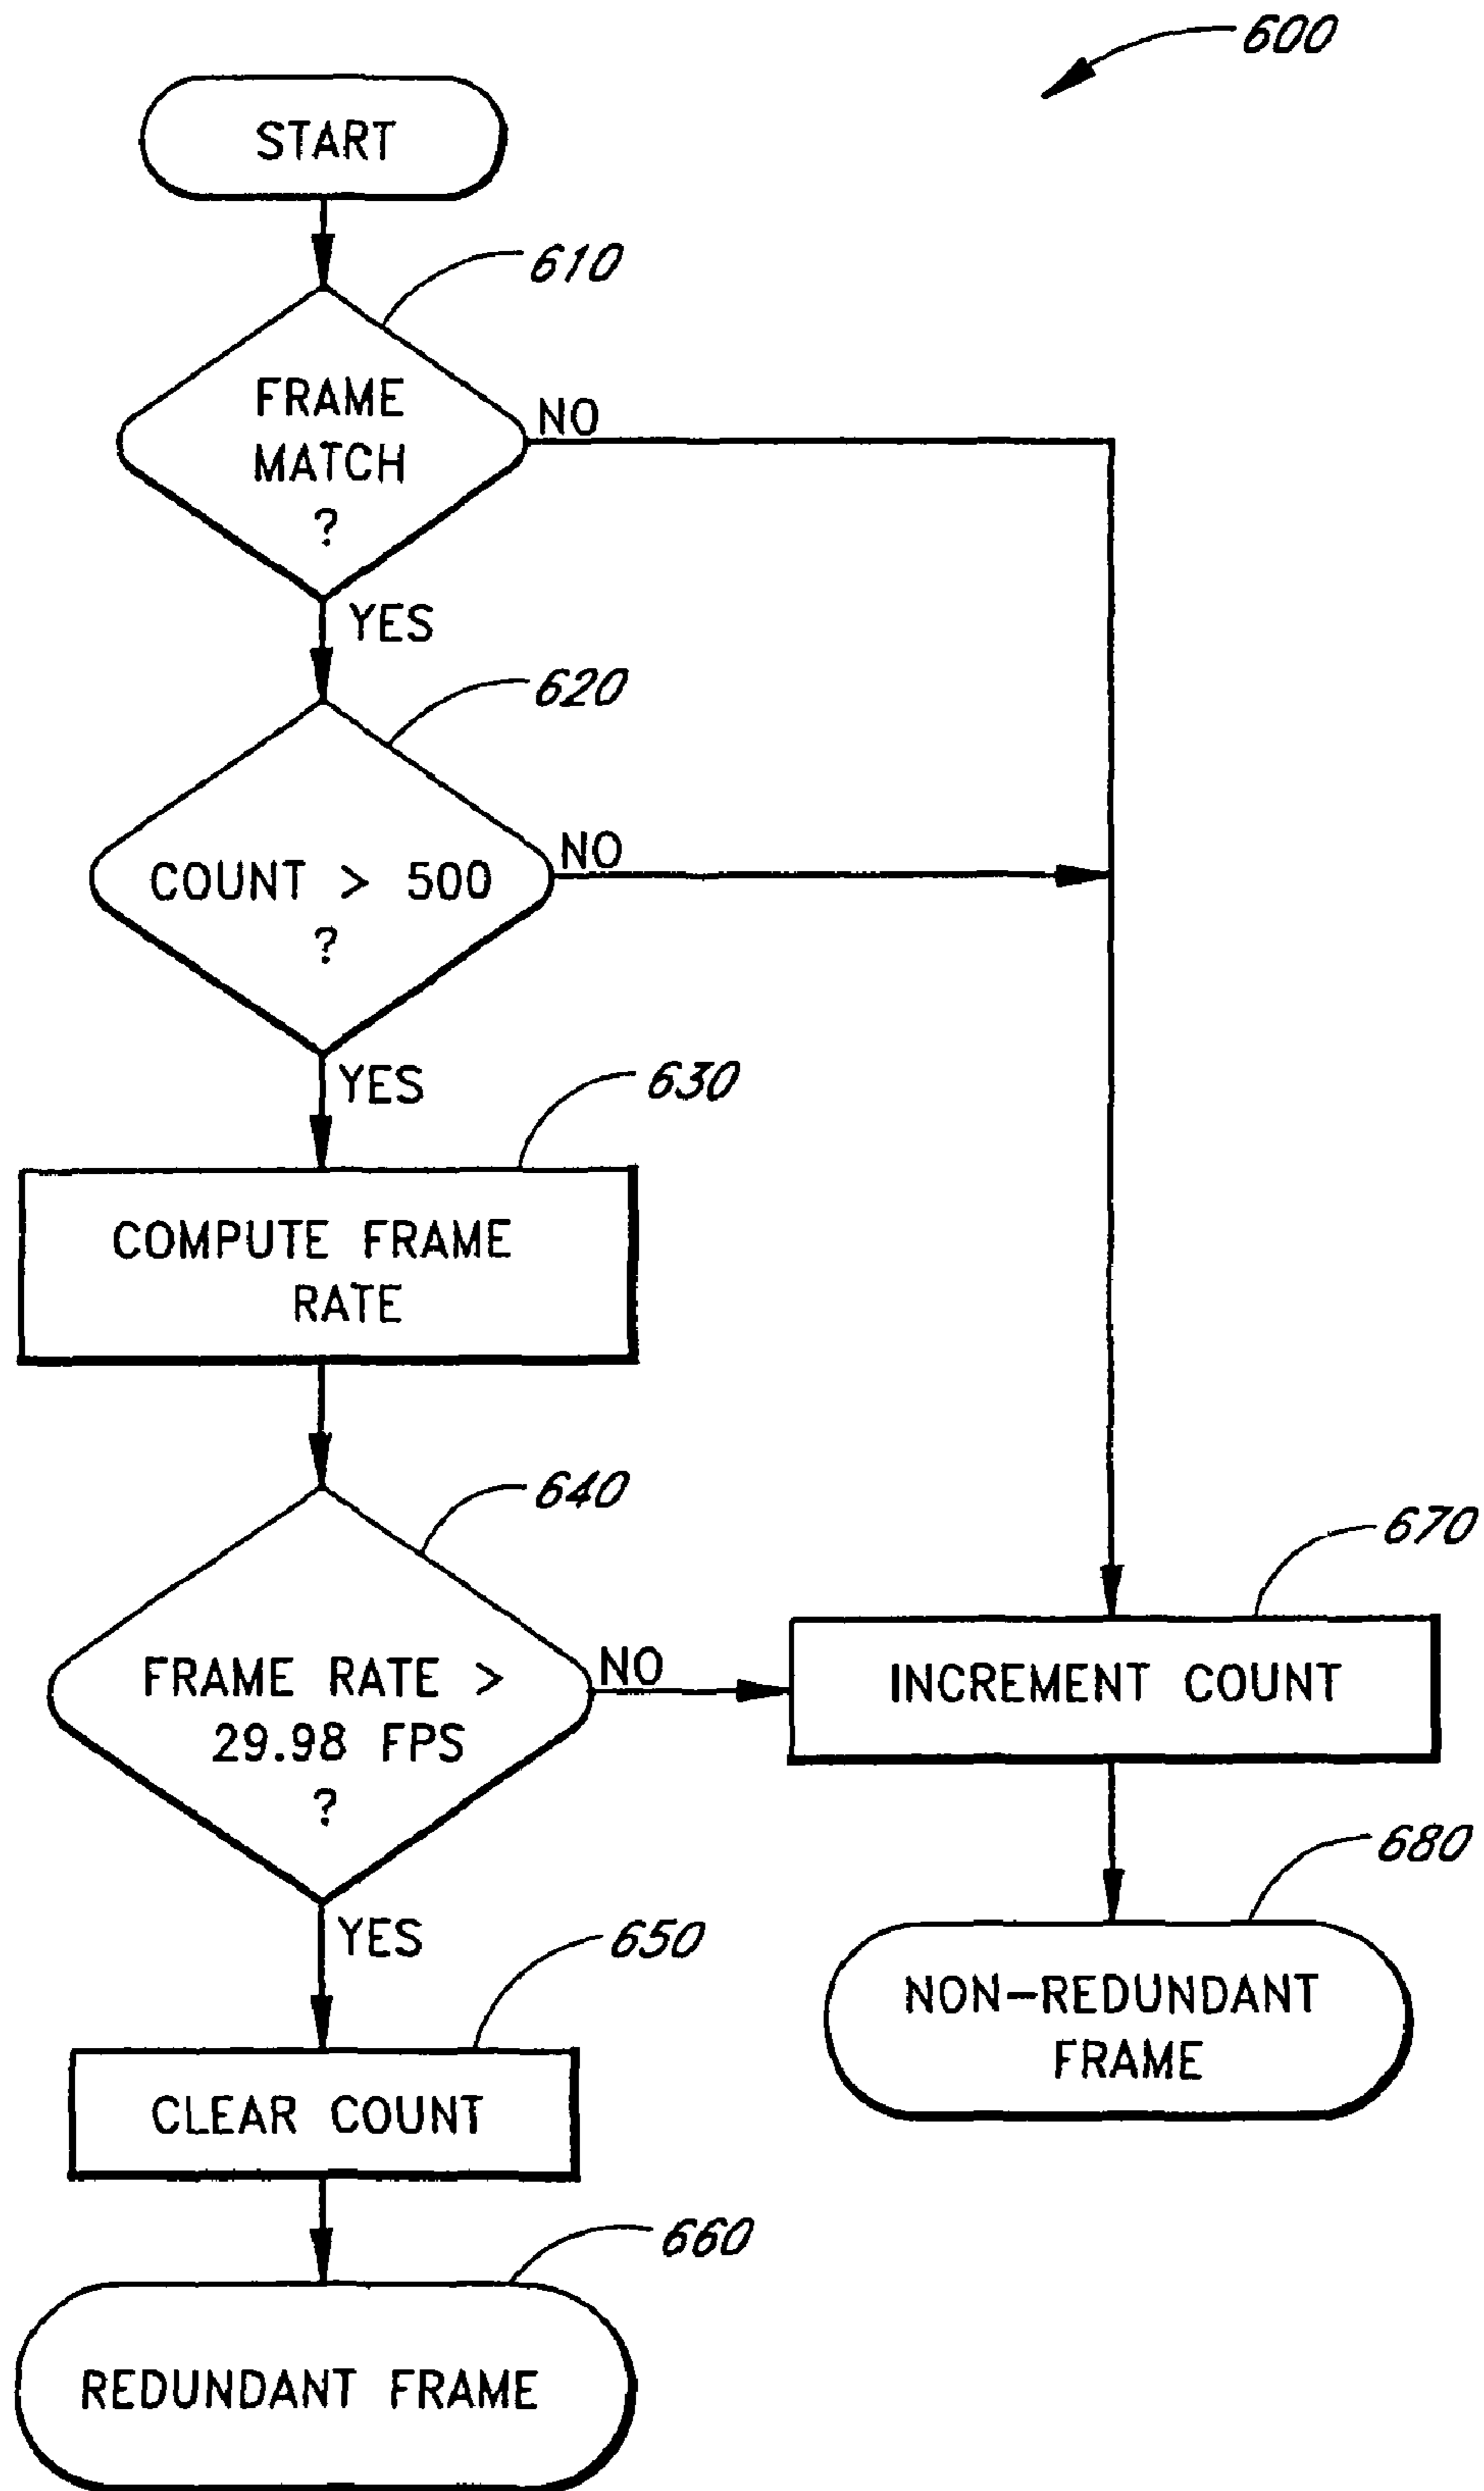 600
START
610
FRAME
MATCH
?
NO
YES
620
COUNT > 500
?
NO
YES
630
COMPUTE FRAME
RATE
640
FRAME RATE >
29.98 FPS
?
NO
670
INCREMENT COUNT
YES
650
CLEAR COUNT
680
NON-REDUNDANT
FRAME
660
REDUNDANT FRAME